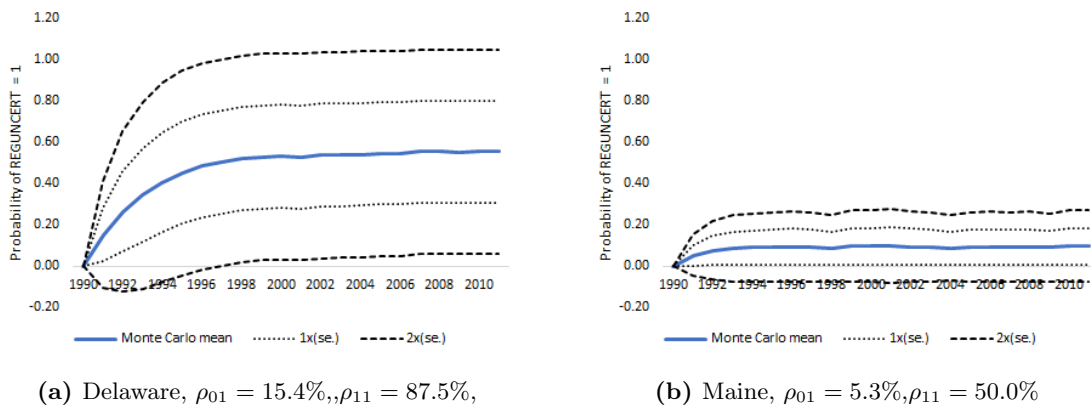 1.20
1.00
0.80
0.60
0.40
0.20
0.00
-0.20
Probability of REGUNCERT = 1
1990 1992 1994 1996 1998 2000 2002 2004 2006 2008 2010
Monte Carlo mean 1x(se.) 2x(se.)
(a) Delaware, ρ01 = 15.4%,,ρ11 = 87.5%,
1.20
1.00
0.80
0.60
0.40
0.20
0.00
-0.20
Probability of REGUNCERT = 1
1990 1992 1994 1996 1998 2000 2002 2004 2006 2008 2010
Monte Carlo mean 1x(se.) 2x(se.)
(b) Maine, ρ01 = 5.3%,ρ11 = 50.0%